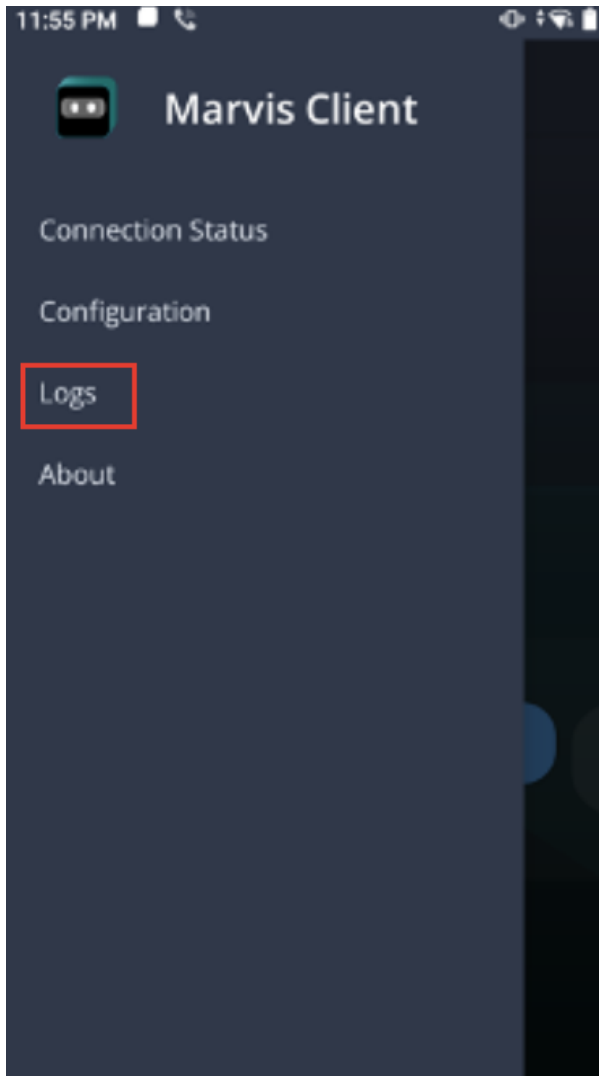 11:55 PM
Marvis Client
Connection Status
Configuration
Logs
About